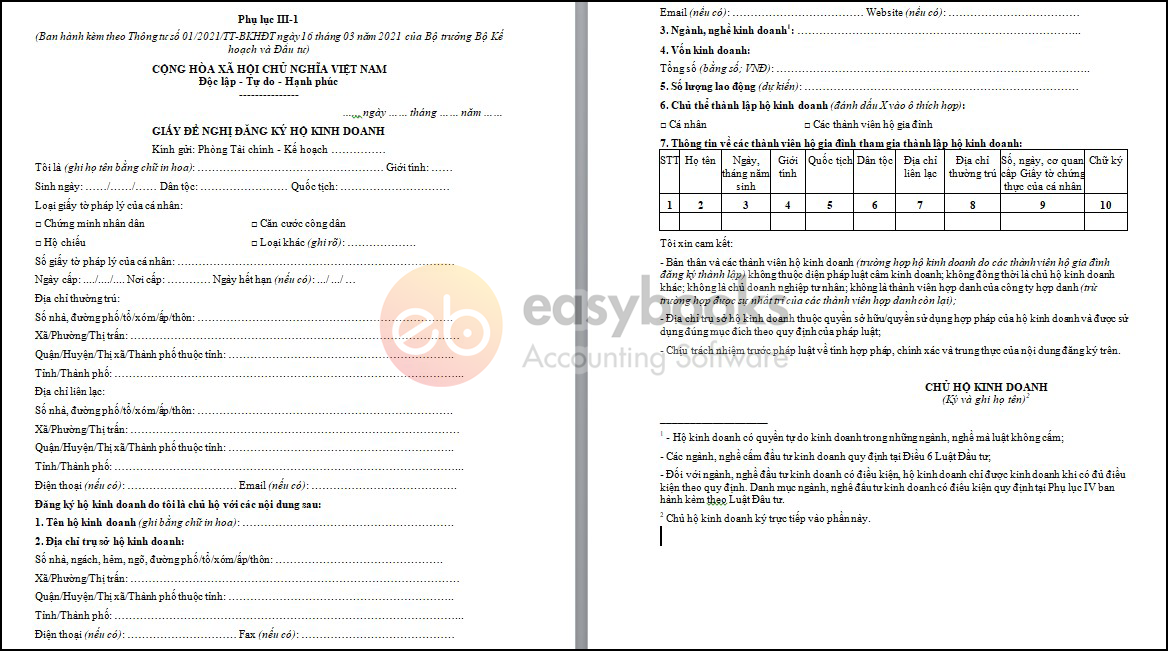 Phụ lục III-1
(Ban hành kèm theo Thông tư số 01/2021/TT-BKHĐT ngày 16 tháng 03 năm 2021 của Bộ trưởng Bộ Kế
hoạch và Đầu tư)
CỘNG HÒA XÃ HỘI CHỦ NGHĨA VIỆT NAM
Độc lập - Tự do - Hạnh phúc
---------------
……, ngày …… tháng …… năm ……
GIẤY ĐỀ NGHỊ ĐĂNG KÝ HỘ KINH DOANH
Kính gửi: Phòng Tài chính - Kế hoạch ……………
Tôi là (ghi họ tên bằng chữ in hoa): ……………………………………………… Giới tính: ……
Sinh ngày: ……/……/…… Dân tộc: …………………… Quốc tịch: …………………………
Loại giấy tờ pháp lý của cá nhân:
□ Chứng minh nhân dân □ Căn cước công dân
□ Hộ chiếu □ Loại khác (ghi rõ): …………………
Số giấy tờ pháp lý của cá nhân: ……………………………………………………………………
Ngày cấp: …/…/… Nơi cấp: ………… Ngày hết hạn (nếu có): …/…/…
Địa chỉ thường trú:
Số nhà, đường phố/tổ/xóm/ấp/thôn: ………………………………………………………………
Xã/Phường/Thị trấn: …………………………………………………………………………………
Quận/Huyện/Thị xã/Thành phố thuộc tỉnh: …………………………………………………………
Tỉnh/Thành phố: ………………………………………………………………………………………
Địa chỉ liên lạc:
Số nhà, đường phố/tổ/xóm/ấp/thôn: ………………………………………………………………
Xã/Phường/Thị trấn: …………………………………………………………………………………
Quận/Huyện/Thị xã/Thành phố thuộc tỉnh: …………………………………………………………
Tỉnh/Thành phố: ………………………………………………………………………………………
Điện thoại (nếu có): ………………………… Email (nếu có): ……………………………………
Đăng ký hộ kinh doanh do tôi là chủ hộ với các nội dung sau:
1. Tên hộ kinh doanh (ghi bằng chữ in hoa): ……………………………………………………
2. Địa chỉ trụ sở hộ kinh doanh:
Số nhà, ngách, hẻm, ngõ, đường phố/tổ/xóm/ấp/thôn: …………………………………………
Xã/Phường/Thị trấn: …………………………………………………………………………………
Quận/Huyện/Thị xã/Thành phố thuộc tỉnh: …………………………………………………………
Tỉnh/Thành phố: ………………………………………………………………………………………
Điện thoại (nếu có): ………………………… Fax (nếu có): ……………………………………
Email (nếu có): ……………………………… Website (nếu có): ………………………………
3. Ngành, nghề kinh doanh¹: ………………………………………………………………………
4. Vốn kinh doanh:
Tổng số (bằng số; VNĐ): ……………………………………………………………………………
5. Số lượng lao động (dự kiến): ……………………………………………………………………
6. Chủ thể thành lập hộ kinh doanh (đánh dấu X vào ô thích hợp):
□ Cá nhân □ Các thành viên hộ gia đình
7. Thông tin về các thành viên hộ gia đình tham gia thành lập hộ kinh doanh:
STT Họ tên Ngày, tháng năm sinh Giới tính Quốc tịch Dân tộc Địa chỉ liên lạc Địa chỉ thường trú Số, ngày, cơ quan cấp Giấy tờ chứng thực của cá nhân Chữ ký
1 2 3 4 5 6 7 8 9 10
Tôi xin cam kết:
- Bản thân và các thành viên hộ kinh doanh (trường hợp hộ kinh doanh do các thành viên hộ gia đình
đăng ký thành lập) không thuộc diện pháp luật cấm kinh doanh; không đồng thời là chủ hộ kinh doanh
khác; không là chủ doanh nghiệp tư nhân; không là thành viên hợp danh của công ty hợp danh (trừ
trường hợp được sự nhất trí của các thành viên hợp danh còn lại);
- Địa chỉ trụ sở hộ kinh doanh thuộc quyền sở hữu/quyền sử dụng hợp pháp của hộ kinh doanh và được sử
dụng đúng mục đích theo quy định của pháp luật;
- Chịu trách nhiệm trước pháp luật về tính hợp pháp, chính xác và trung thực của nội dung đăng ký trên.
CHỦ HỘ KINH DOANH
(Ký và ghi họ tên)²
¹ - Hộ kinh doanh có quyền tự do kinh doanh trong những ngành, nghề mà luật không cấm;
- Các ngành, nghề cấm đầu tư kinh doanh quy định tại Điều 6 Luật Đầu tư;
- Đối với ngành, nghề đầu tư kinh doanh có điều kiện, hộ kinh doanh chỉ được kinh doanh khi có đủ điều
kiện theo quy định. Danh mục ngành, nghề đầu tư kinh doanh có điều kiện quy định tại Phụ lục IV ban
hành kèm theo Luật Đầu tư.
² Chủ hộ kinh doanh ký trực tiếp vào phần này.
eb easybooks
Accounting Software